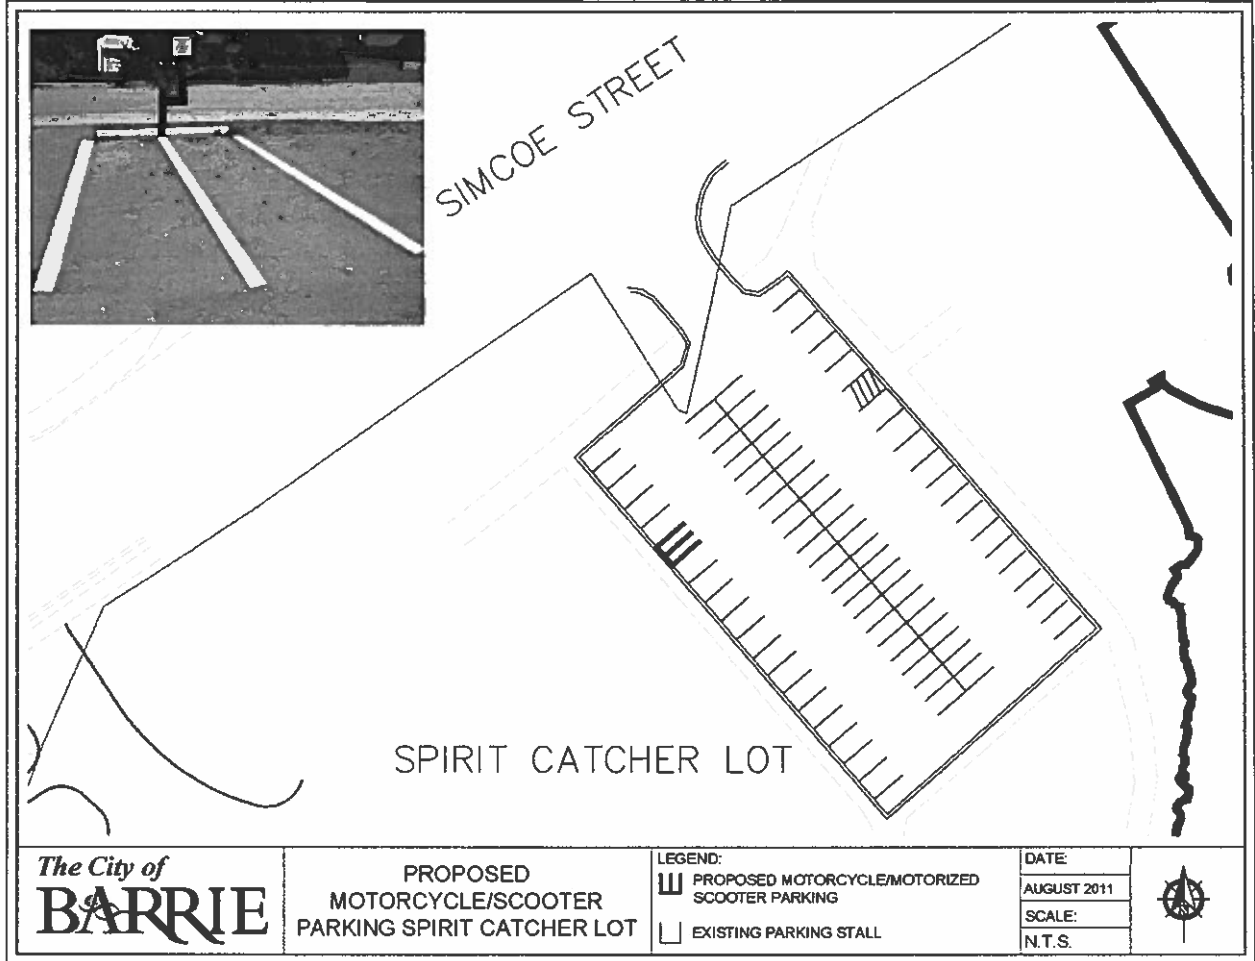 SIMCOE STREET
SPIRIT CATCHER LOT
The City of
BARRIE
PROPOSED
MOTORCYCLE/SCOOTER
PARKING SPIRIT CATCHER LOT
LEGEND:
PROPOSED MOTORCYCLE/MOTORIZED
SCOOTER PARKING
EXISTING PARKING STALL
DATE:
AUGUST 2011
SCALE:
N.T.S.
N